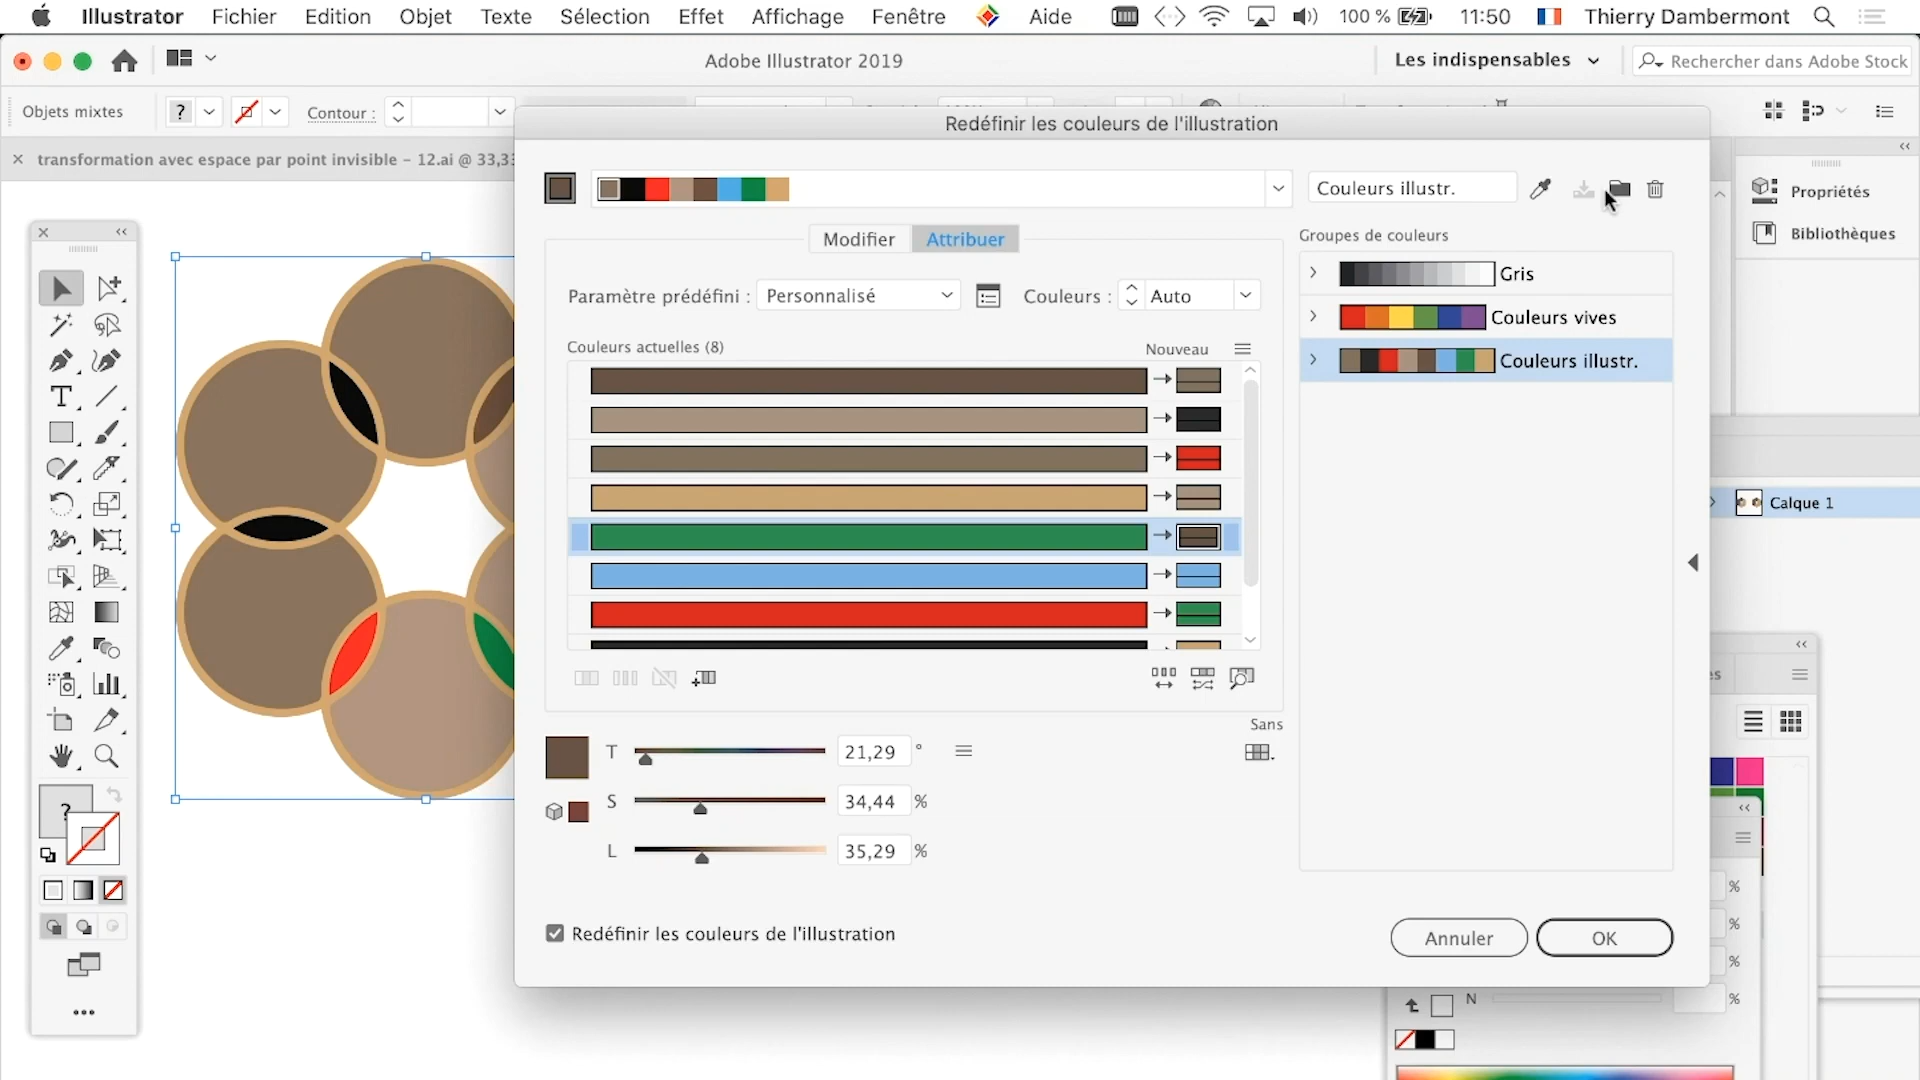 Illustrator Fichier Edition Objet Texte Sélection Effet Affichage Fenêtre Aide 100 % 11:50 Thierry Dambermont
Adobe Illustrator 2019
Les indispensables
Rechercher dans Adobe Stock
Objets mixtes
?
Contour :
Redéfinir les couleurs de l'illustration
× transformation avec espace par point invisible – 12.ai @ 33,33
Couleurs illustr.
Propriétés
Bibliothèques
Modifier Attribuer
Groupes de couleurs
Gris
Couleurs vives
Couleurs illustr.
Paramètre prédéfini : Personnalisé
Couleurs : Auto
Couleurs actuelles (8)
Nouveau
Calque 1
Sans
T 21,29 °
S 34,44 %
L 35,29 %
?
Redéfinir les couleurs de l'illustration
Annuler OK
es
%
%
%
N %